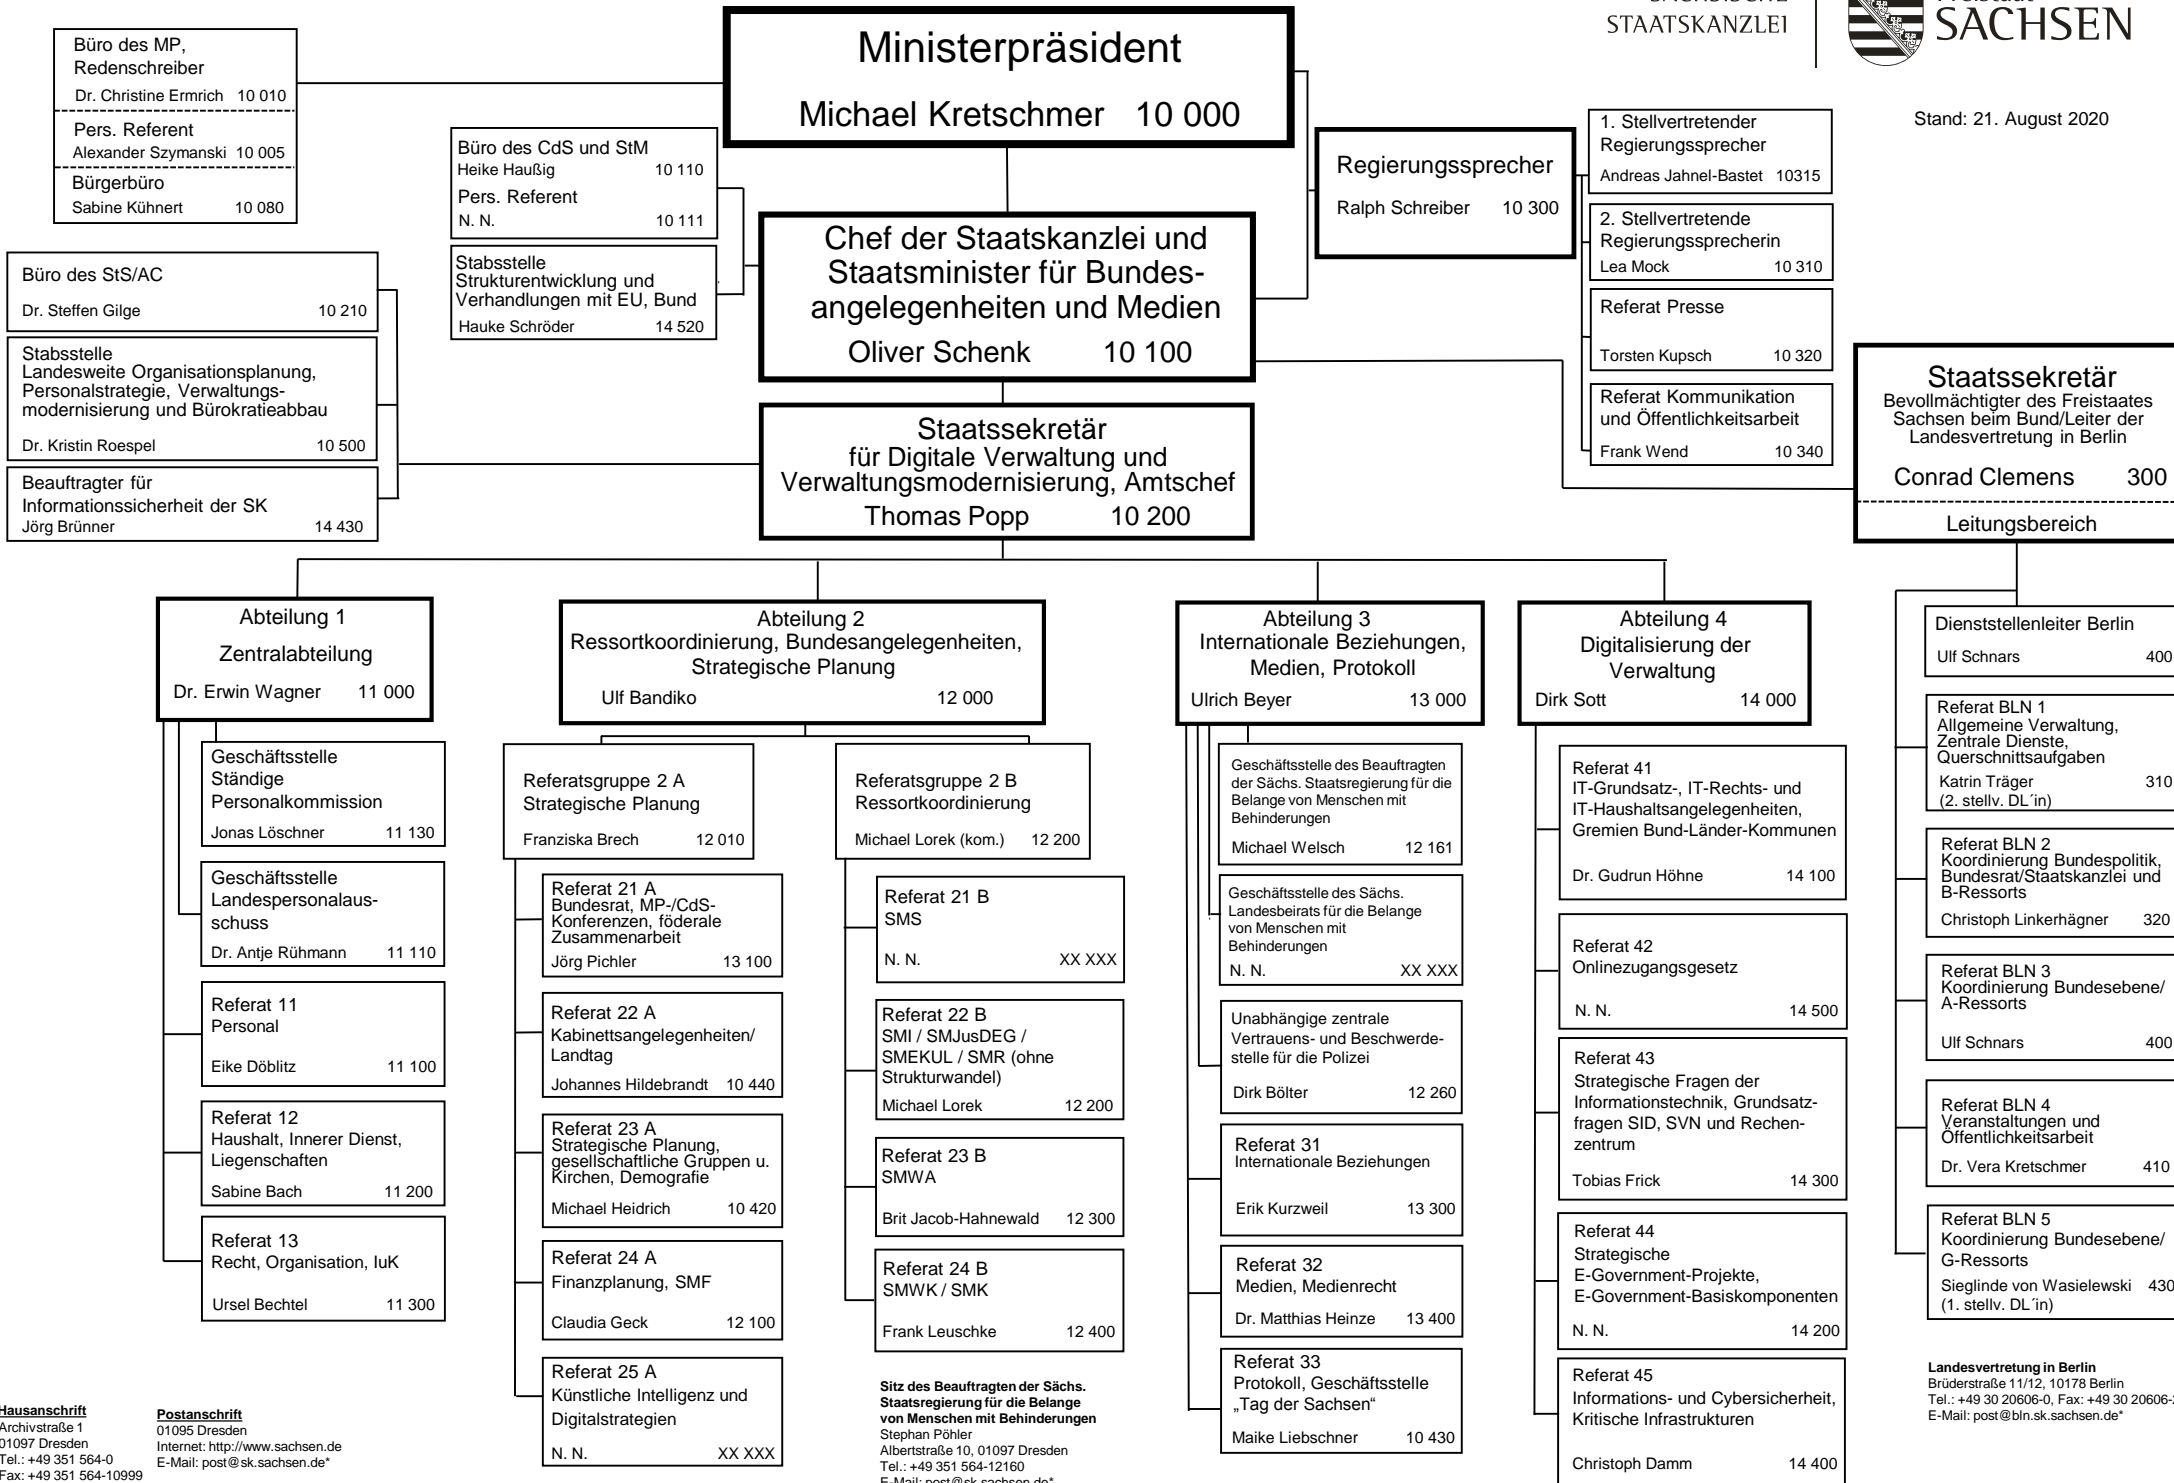 STAATSKANZLEI
SACHSEN
Stand: 21. August 2020
Ministerpräsident
Michael Kretschmer 10 000
Büro des MP,
Redenschreiber
Dr. Christine Ermrich 10 010
Pers. Referent
Alexander Szymanski 10 005
Bürgerbüro
Sabine Kühnert 10 080
Büro des CdS und StM
Heike Haußig 10 110
Pers. Referent
N. N. 10 111
Stabsstelle
Strukturentwicklung und
Verhandlungen mit EU, Bund
Hauke Schröder 14 520
Chef der Staatskanzlei und
Staatsminister für Bundes-
angelegenheiten und Medien
Oliver Schenk 10 100
Regierungssprecher
Ralph Schreiber 10 300
1. Stellvertretender
Regierungssprecher
Andreas Jahnel-Bastet 10315
2. Stellvertretende
Regierungssprecherin
Lea Mock 10 310
Referat Presse
Torsten Kupsch 10 320
Referat Kommunikation
und Öffentlichkeitsarbeit
Frank Wend 10 340
Büro des StS/AC
Dr. Steffen Gilge 10 210
Stabsstelle
Landesweite Organisationsplanung,
Personalstrategie, Verwaltungs-
modernisierung und Bürokratieabbau
Dr. Kristin Roespel 10 500
Beauftragter für
Informationssicherheit der SK
Jörg Brünner 14 430
Staatssekretär
für Digitale Verwaltung und
Verwaltungsmodernisierung, Amtschef
Thomas Popp 10 200
Staatssekretär
Bevollmächtigter des Freistaates
Sachsen beim Bund/Leiter der
Landesvertretung in Berlin
Conrad Clemens 300
Leitungsbereich
Abteilung 1
Zentralabteilung
Dr. Erwin Wagner 11 000
Geschäftsstelle
Ständige
Personalkommission
Jonas Löschner 11 130
Geschäftsstelle
Landespersonalaus-
schuss
Dr. Antje Rühmann 11 110
Referat 11
Personal
Eike Döblitz 11 100
Referat 12
Haushalt, Innerer Dienst,
Liegenschaften
Sabine Bach 11 200
Referat 13
Recht, Organisation, IuK
Ursel Bechtel 11 300
Abteilung 2
Ressortkoordinierung, Bundesangelegenheiten,
Strategische Planung
Ulf Bandiko 12 000
Referatsgruppe 2 A
Strategische Planung
Franziska Brech 12 010
Referat 21 A
Bundesrat, MP-/CdS-
Konferenzen, föderale
Zusammenarbeit
Jörg Pichler 13 100
Referat 22 A
Kabinettsangelegenheiten/
Landtag
Johannes Hildebrandt 10 440
Referat 23 A
Strategische Planung,
gesellschaftliche Gruppen u.
Kirchen, Demografie
Michael Heidrich 10 420
Referat 24 A
Finanzplanung, SMF
Claudia Geck 12 100
Referat 25 A
Künstliche Intelligenz und
Digitalstrategien
N. N. XX XXX
Referatsgruppe 2 B
Ressortkoordinierung
Michael Lorek (kom.) 12 200
Referat 21 B
SMS
N. N. XX XXX
Referat 22 B
SMI / SMJusDEG /
SMEKUL / SMR (ohne
Strukturwandel)
Michael Lorek 12 200
Referat 23 B
SMWA
Brit Jacob-Hahnewald 12 300
Referat 24 B
SMWK / SMK
Frank Leuschke 12 400
Abteilung 3
Internationale Beziehungen,
Medien, Protokoll
Ulrich Beyer 13 000
Geschäftsstelle des Beauftragten
der Sächs. Staatsregierung für die
Belange von Menschen mit
Behinderungen
Michael Welsch 12 161
Geschäftsstelle des Sächs.
Landesbeirats für die Belange
von Menschen mit
Behinderungen
N. N. XX XXX
Unabhängige zentrale
Vertrauens- und Beschwerde-
stelle für die Polizei
Dirk Bölter 12 260
Referat 31
Internationale Beziehungen
Erik Kurzweil 13 300
Referat 32
Medien, Medienrecht
Dr. Matthias Heinze 13 400
Referat 33
Protokoll, Geschäftsstelle
„Tag der Sachsen“
Maike Liebschner 10 430
Abteilung 4
Digitalisierung der
Verwaltung
Dirk Sott 14 000
Referat 41
IT-Grundsatz-, IT-Rechts- und
IT-Haushaltsangelegenheiten,
Gremien Bund-Länder-Kommunen
Dr. Gudrun Höhne 14 100
Referat 42
Onlinezugangsgesetz
N. N. 14 500
Referat 43
Strategische Fragen der
Informationstechnik, Grundsatz-
fragen SID, SVN und Rechen-
zentrum
Tobias Frick 14 300
Referat 44
Strategische
E-Government-Projekte,
E-Government-Basiskomponenten
N. N. 14 200
Referat 45
Informations- und Cybersicherheit,
Kritische Infrastrukturen
Christoph Damm 14 400
Dienststellenleiter Berlin
Ulf Schnars 400
Referat BLN 1
Allgemeine Verwaltung,
Zentrale Dienste,
Querschnittsaufgaben
Katrin Träger 310
(2. stellv. DL´in)
Referat BLN 2
Koordinierung Bundespolitik,
Bundesrat/Staatskanzlei und
B-Ressorts
Christoph Linkerhägner 320
Referat BLN 3
Koordinierung Bundesebene/
A-Ressorts
Ulf Schnars 400
Referat BLN 4
Veranstaltungen und
Öffentlichkeitsarbeit
Dr. Vera Kretschmer 410
Referat BLN 5
Koordinierung Bundesebene/
G-Ressorts
Sieglinde von Wasielewski 430
(1. stellv. DL´in)
Hausanschrift
Archivstraße 1
01097 Dresden
Tel.: +49 351 564-0
Fax: +49 351 564-10999
Postanschrift
01095 Dresden
Internet: http://www.sachsen.de
E-Mail: post@sk.sachsen.de*
Sitz des Beauftragten der Sächs.
Staatsregierung für die Belange
von Menschen mit Behinderungen
Stephan Pöhler
Albertstraße 10, 01097 Dresden
Tel.: +49 351 564-12160
E-Mail: post@sk.sachsen.de*
Landesvertretung in Berlin
Brüderstraße 11/12, 10178 Berlin
Tel.: +49 30 20606-0, Fax: +49 30
E-Mail: post@bln.sk.sachsen.de*